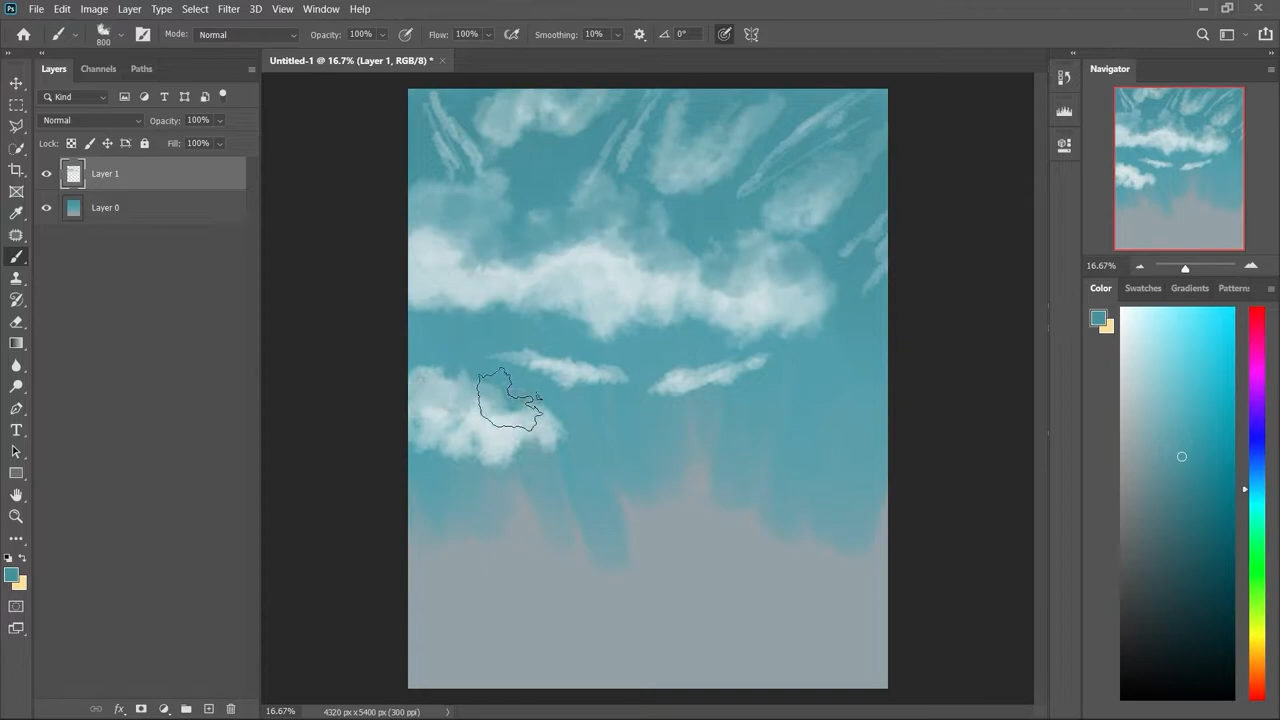 Ps File Edit Image Layer Type Select Filter 3D View Window Help
800 Mode: Normal Opacity: 100% Flow: 100% Smoothing: 10% 0°
Untitled-1 @ 16.7% (Layer 1, RGB/8) *
Layers Channels Paths
Kind
Normal Opacity: 100%
Lock: Fill: 100%
Layer 1
Layer 0
fx
Navigator
16.67%
Color Swatches Gradients Patterns
16.67% 4320 px x 5400 px (300 ppi)